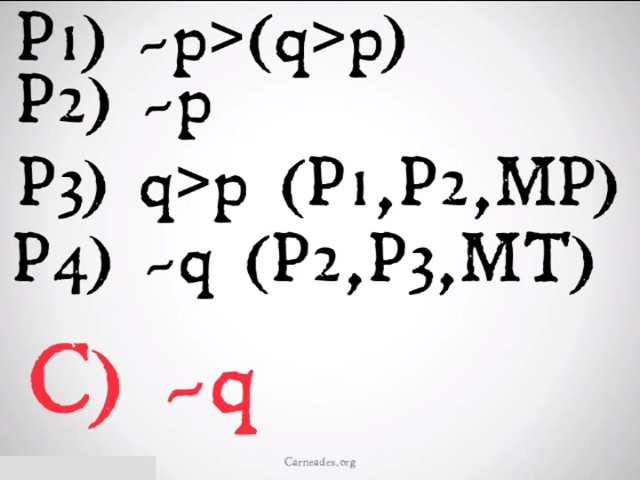 P1) ~p>(q>p)
P2) ~p
P3) q>p (P1,P2,MP)
P4) ~q (P2,P3,MT)
C) ~q
Carneades.org